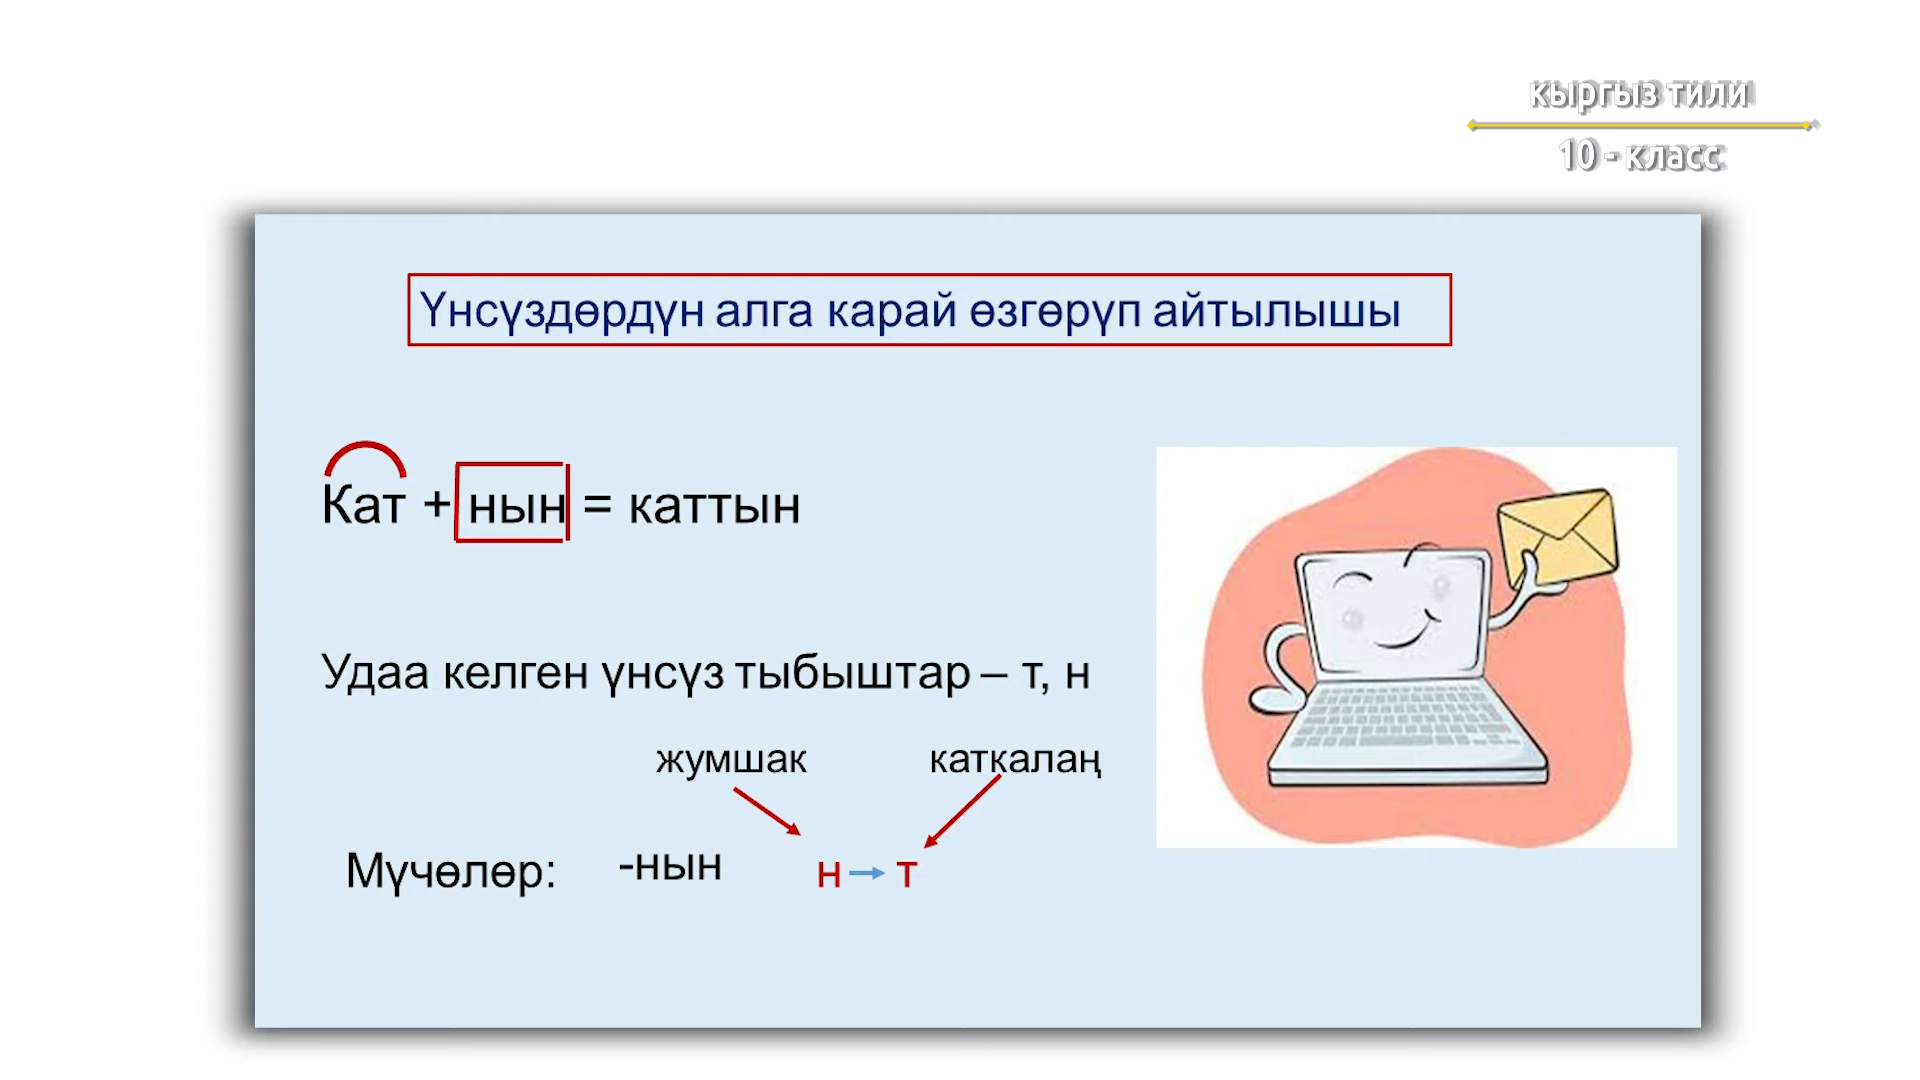 кыргыз тили
10 - класс
Үнсүздөрдүн алга карай өзгөрүп айтылышы
Кат + нын = каттын
Удаа келген үнсүз тыбыштар – т, н
жумшак каткалаң
Мүчөлөр: -нын н → т